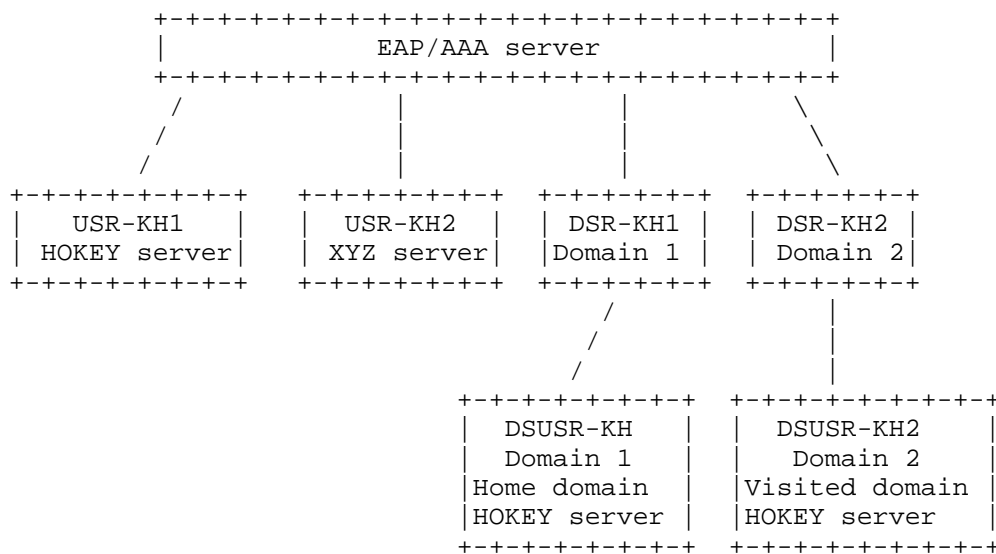 EAP/AAA server
USR-KH1 USR-KH2 DSR-KH1 DSR-KH2
HOKEY server XYZ server Domain 1 Domain 2
DSUSR-KH DSUSR-KH2
Domain 1 Domain 2
Home domain Visited domain
HOKEY server HOKEY server